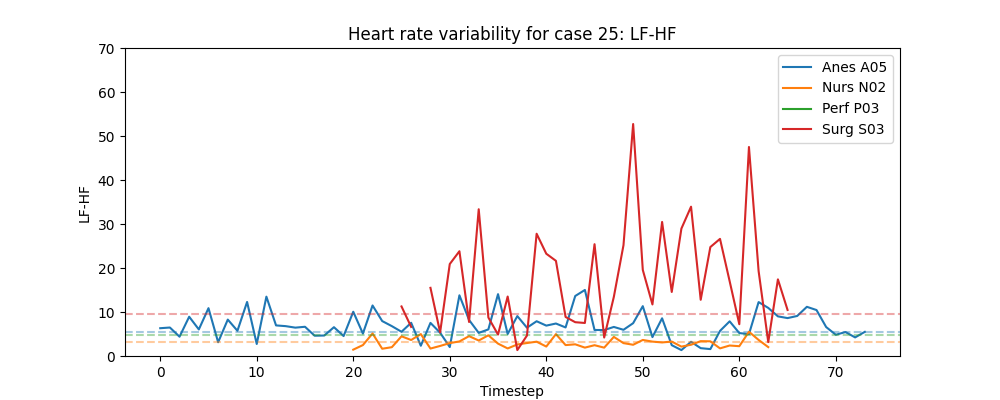 Heart rate variability for case 25: LF-HF
70
60
50
40
30
20
10
0
LF-HF
Anes A05
Nurs N02
Perf P03
Surg S03
0 10 20 30 40 50 60 70
Timestep